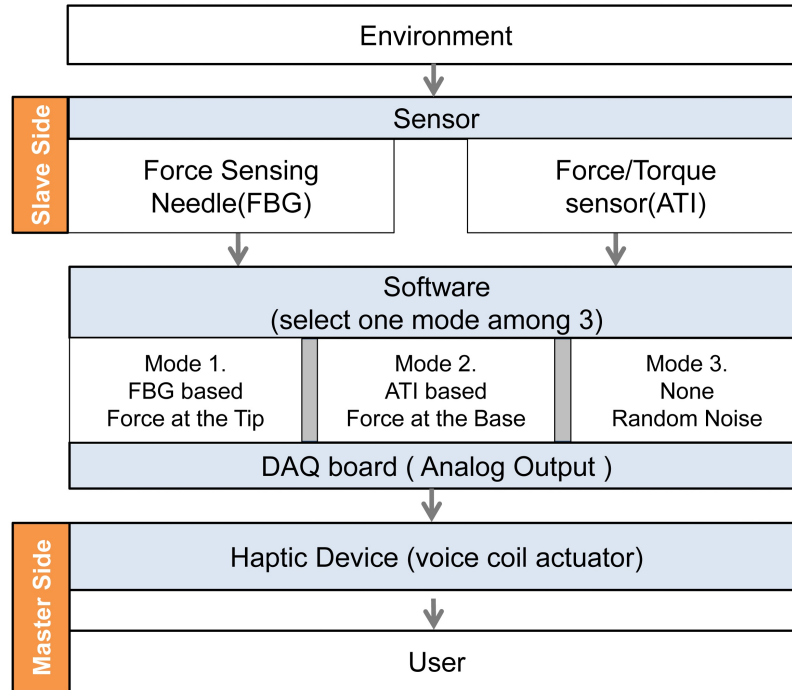 Environment
Slave Side
Sensor
Force Sensing
Needle(FBG)
Force/Torque
sensor(ATI)
Software
(select one mode among 3)
Mode 1.
FBG based
Force at the Tip
Mode 2.
ATI based
Force at the Base
Mode 3.
None
Random Noise
DAQ board ( Analog Output )
Master Side
Haptic Device (voice coil actuator)
User